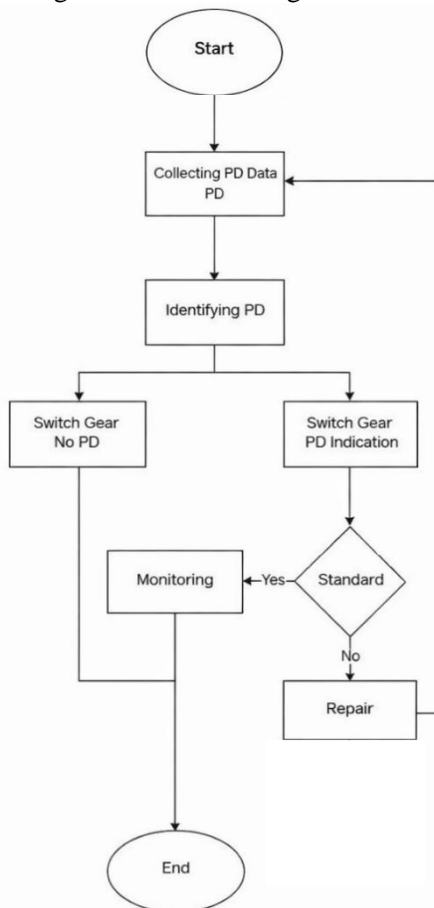 Start
Collecting PD Data
PD
Identifying PD
Switch Gear
No PD
Switch Gear
PD Indication
Monitoring
Yes
Standard
No
Repair
End